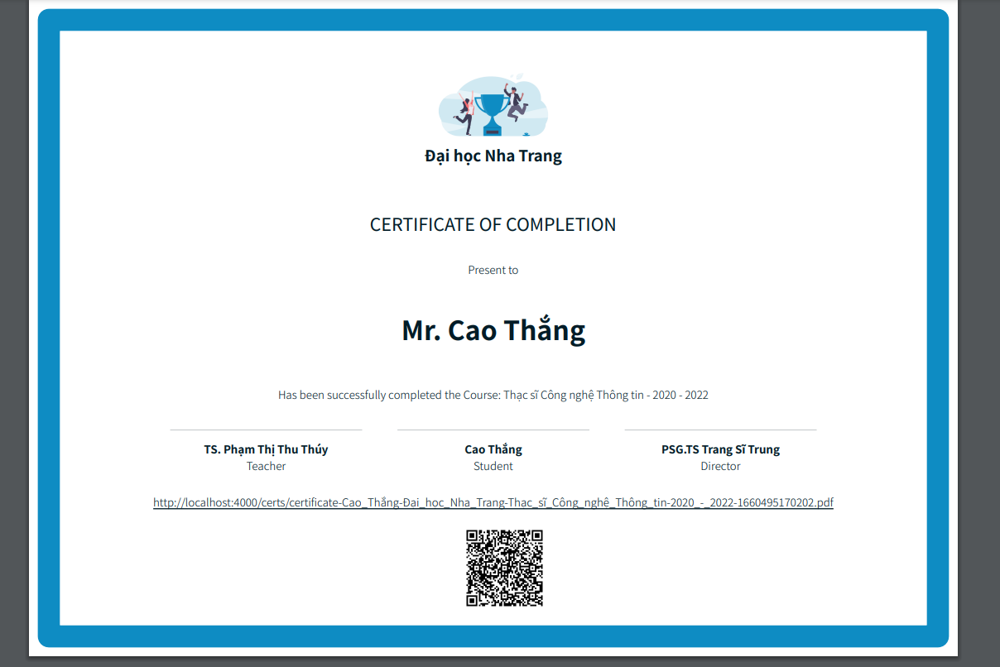 Đại học Nha Trang
CERTIFICATE OF COMPLETION
Present to
Mr. Cao Thắng
Has been successfully completed the Course: Thạc sĩ Công nghệ Thông tin - 2020 - 2022
TS. Phạm Thị Thu Thúy
Teacher
Cao Thắng
Student
PSG.TS Trang Sĩ Trung
Director
http://localhost:4000/certs/certificate-Cao_Thắng-Đại_học_Nha_Trang-Thạc_sĩ_Công_nghệ_Thông_tin-2020_-_2022-1660495170202.pdf